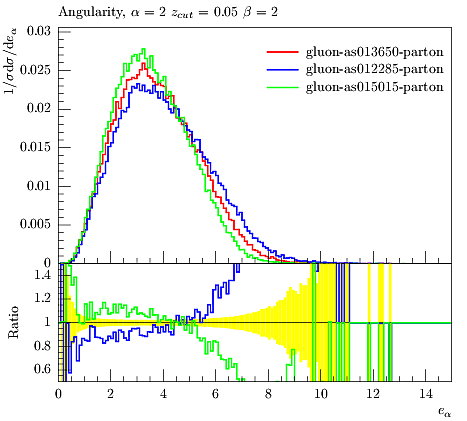 Angularity, α = 2 z_cut = 0.05 β = 2
1/σ dσ/de_α
0.03
0.025
0.02
0.015
0.01
0.005
0
gluon-as013650-parton
gluon-as012285-parton
gluon-as015015-parton
Ratio
1.4
1.2
1
0.8
0.6
0 2 4 6 8 10 12 14
e_α